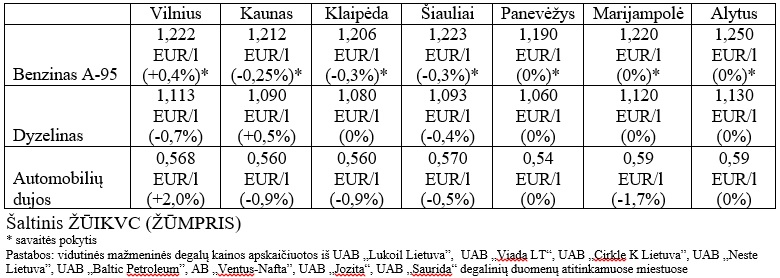 Vilnius Kaunas Klaipėda Šiauliai Panevėžys Marijampolė Alytus
1,222 1,212 1,206 1,223 1,190 1,220 1,250
EUR/l EUR/l EUR/l EUR/l EUR/l EUR/l EUR/l
Benzinas A-95 (+0,4%)* (-0,25%)* (-0,3%)* (-0,3%)* (0%)* (0%)* (0%)*
1,113 1,090 1,080 1,093 1,060 1,120 1,130
EUR/l EUR/l EUR/l EUR/l EUR/l EUR/l EUR/l
Dyzelinas (-0,7%) (+0,5%) (0%) (-0,4%) (0%) (0%) (0%)
0,568 0,560 0,560 0,570 0,54 0,59 0,59
Automobilių EUR/l EUR/l EUR/l EUR/l EUR/l EUR/l EUR/l
dujos (+2,0%) (-0,9%) (-0,9%) (-0,5%) (0%) (-1,7%) (0%)
Šaltinis ŽŪIKVC (ŽŪMPRIS)
* savaitės pokytis
Pastabos: vidutinės mažmeninės degalų kainos apskaičiuotos iš UAB „Lukoil Lietuva”, UAB „Viada LT“, UAB „Cirkle K Lietuva”, UAB „Neste
Lietuva”, UAB „Baltic Petroleum”, AB „Ventus-Nafta”, UAB „Jozita“, UAB „Saurida“ degalinių duomenų atitinkamuose miestuose